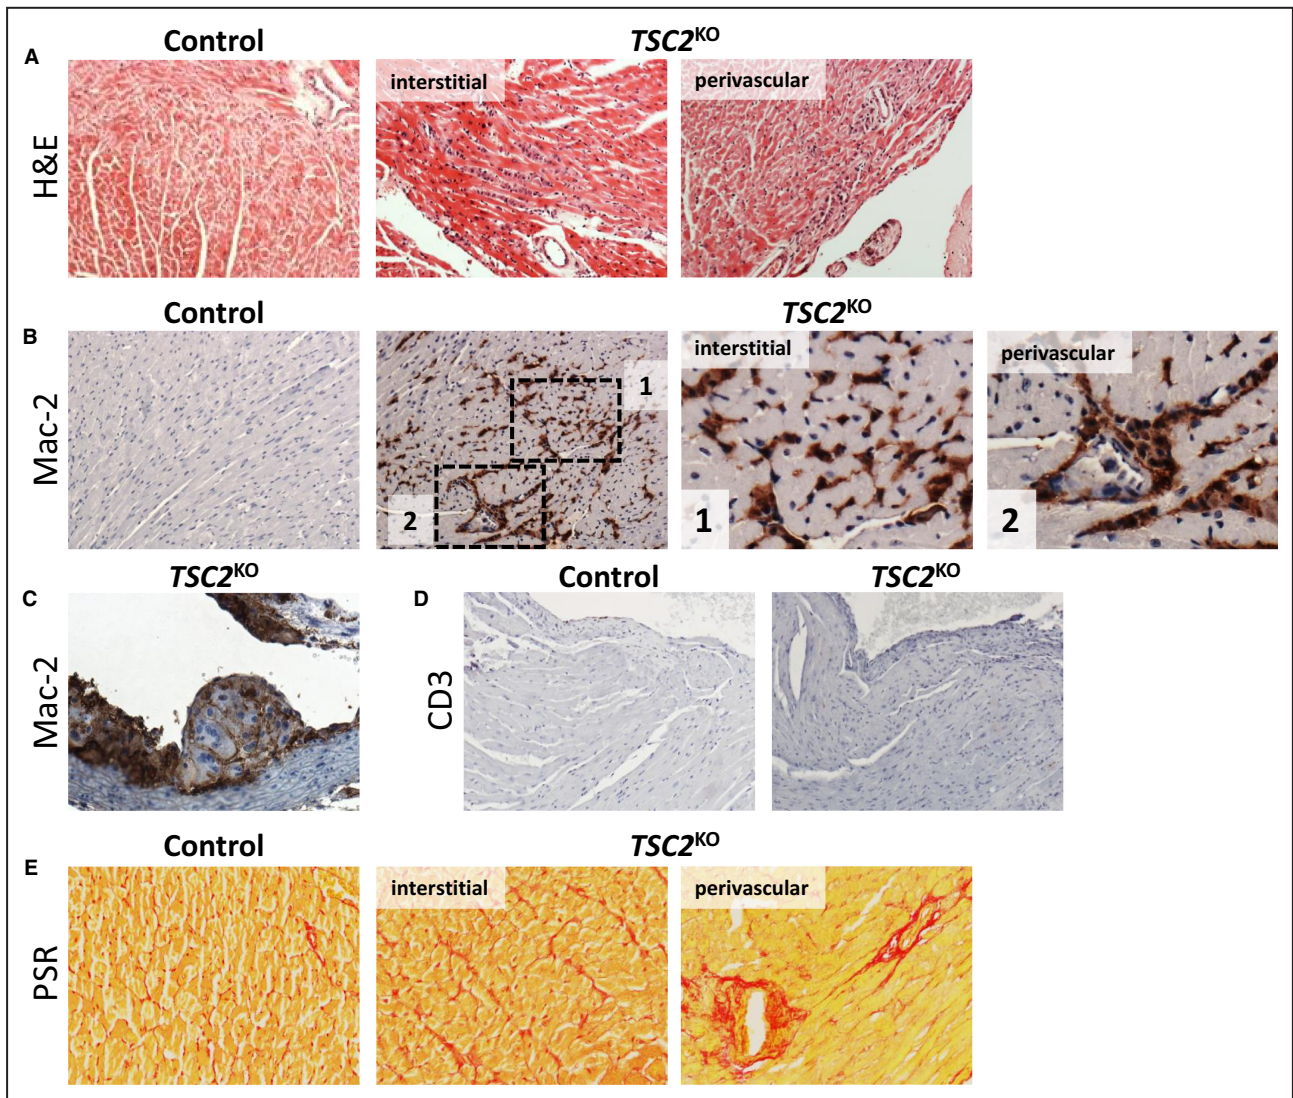 Control
TSC2KO
A
H&E
interstitial
perivascular
Control
TSC2KO
B
Mac-2
1
2
interstitial
1
perivascular
2
TSC2KO
C
Mac-2
Control
TSC2KO
D
CD3
Control
TSC2KO
E
PSR
interstitial
perivascular